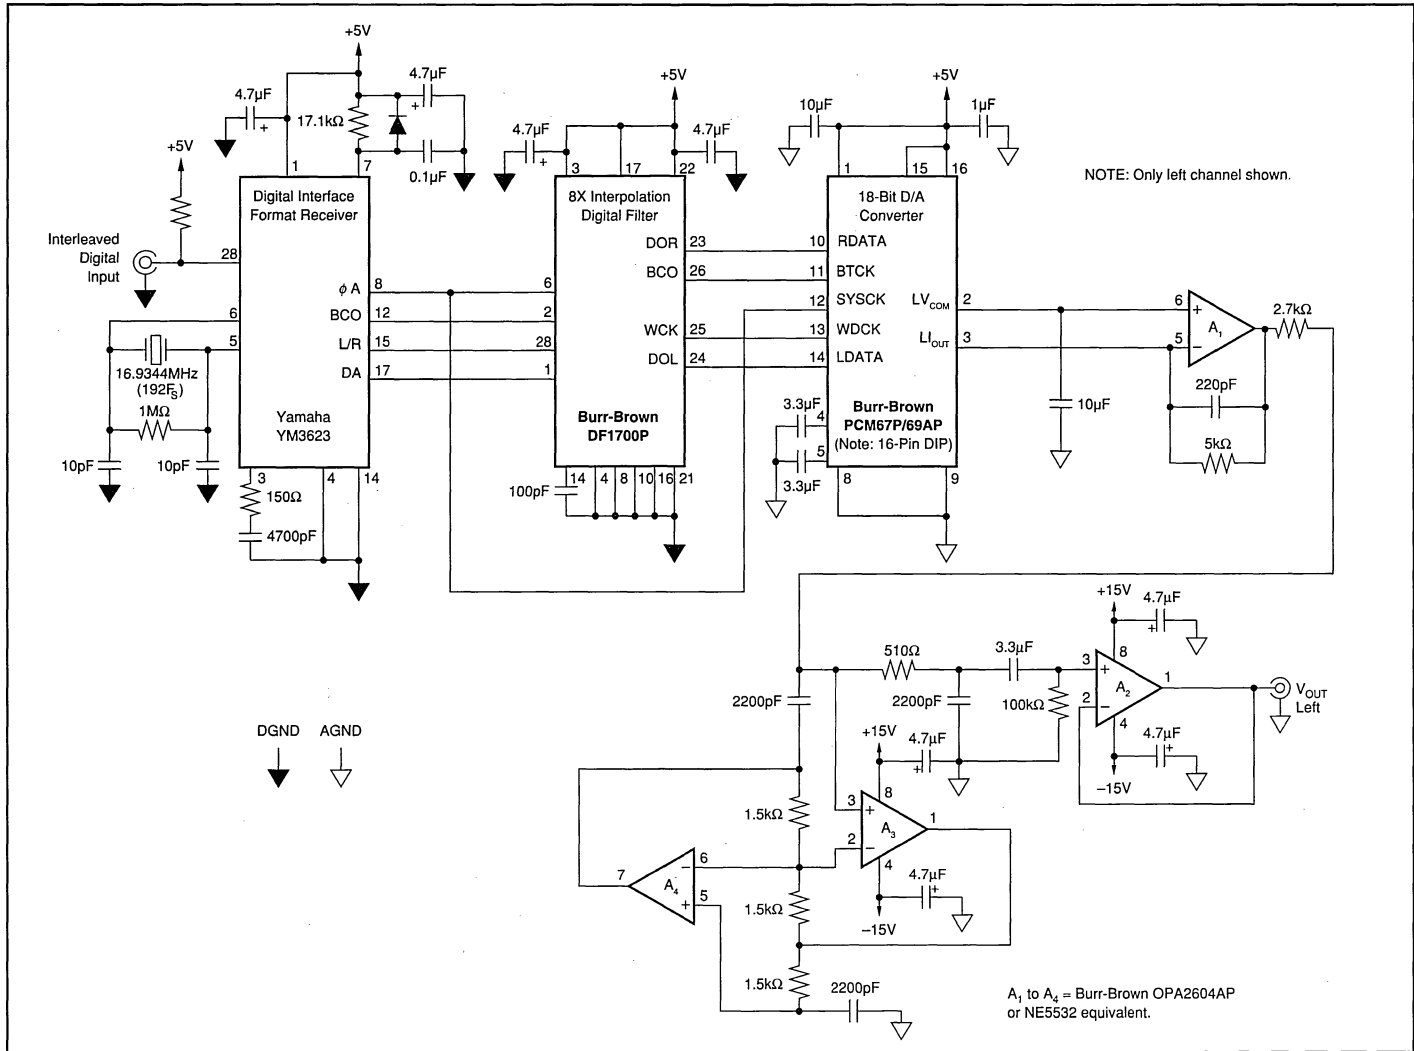 +5V
4.7µF
4.7µF
+
+
17.1kΩ
0.1µF
+5V
1
7
Digital Interface
Format Receiver
Interleaved
Digital
Input
28
φA
8
6
BCO
12
5
L/R
15
DA
17
16.9344MHz
(192F_S)
1MΩ
Yamaha
YM3623
10pF
10pF
3
4
14
150Ω
4700pF
+5V
4.7µF
4.7µF
+
3
17
22
8X Interpolation
Digital Filter
DOR
23
BCO
26
6
2
WCK
25
28
DOL
24
1
Burr-Brown
DF1700P
14
4
8
10
16
21
100pF
+5V
10µF
1µF
1
15
16
18-Bit D/A
Converter
10
RDATA
11
BTCK
12
SYSCK
LV_COM
2
13
WDCK
LI_OUT
3
14
LDATA
3.3µF
4
Burr-Brown
PCM67P/69AP
(Note: 16-Pin DIP)
5
3.3µF
8
9
NOTE: Only left channel shown.
6
+
A1
5
–
2.7kΩ
220pF
10µF
5kΩ
+15V
4.7µF
+
8
510Ω
3.3µF
3
+
A2
1
2
–
V_OUT
Left
2200pF
2200pF
100kΩ
4
4.7µF
+
–15V
+15V
4.7µF
+
8
DGND
AGND
1.5kΩ
3
+
A3
1
2
–
4
4.7µF
+
–15V
7
A4
–
6
+
5
1.5kΩ
1.5kΩ
2200pF
A1 to A4 = Burr-Brown OPA2604AP
or NE5532 equivalent.